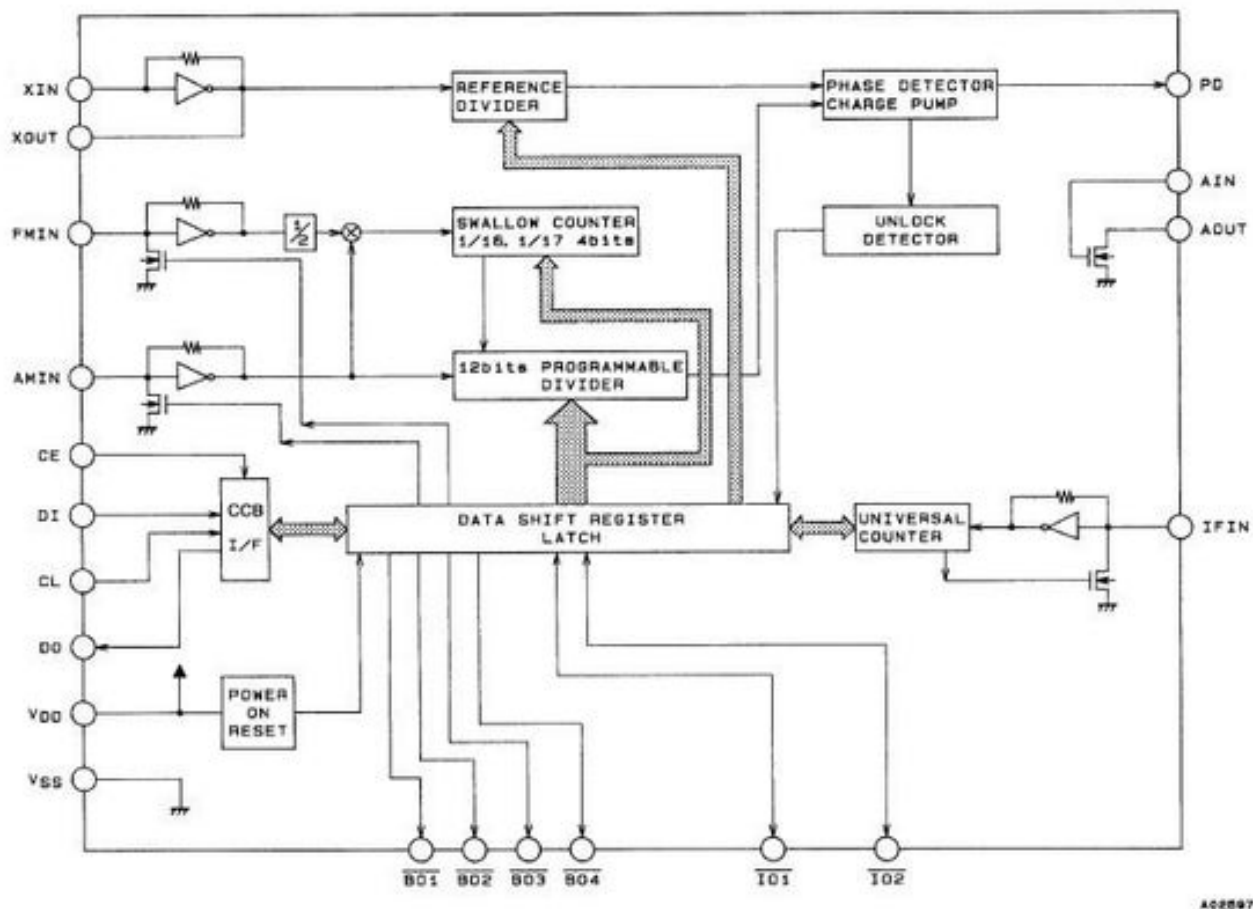 XIN
REFERENCE
DIVIDER
PHASE DETECTOR
CHARGE PUMP
PD
XOUT
AIN
FMIN
1/2
SWALLOW COUNTER
1/16, 1/17 4bits
UNLOCK
DETECTOR
AOUT
AMIN
12bits PROGRAMMABLE
DIVIDER
CE
DI
CCB
I/F
DATA SHIFT REGISTER
LATCH
UNIVERSAL
COUNTER
IFIN
CL
DO
VDD
POWER
ON
RESET
VSS
BO1
BO2
BO3
BO4
IO1
IO2
A02597